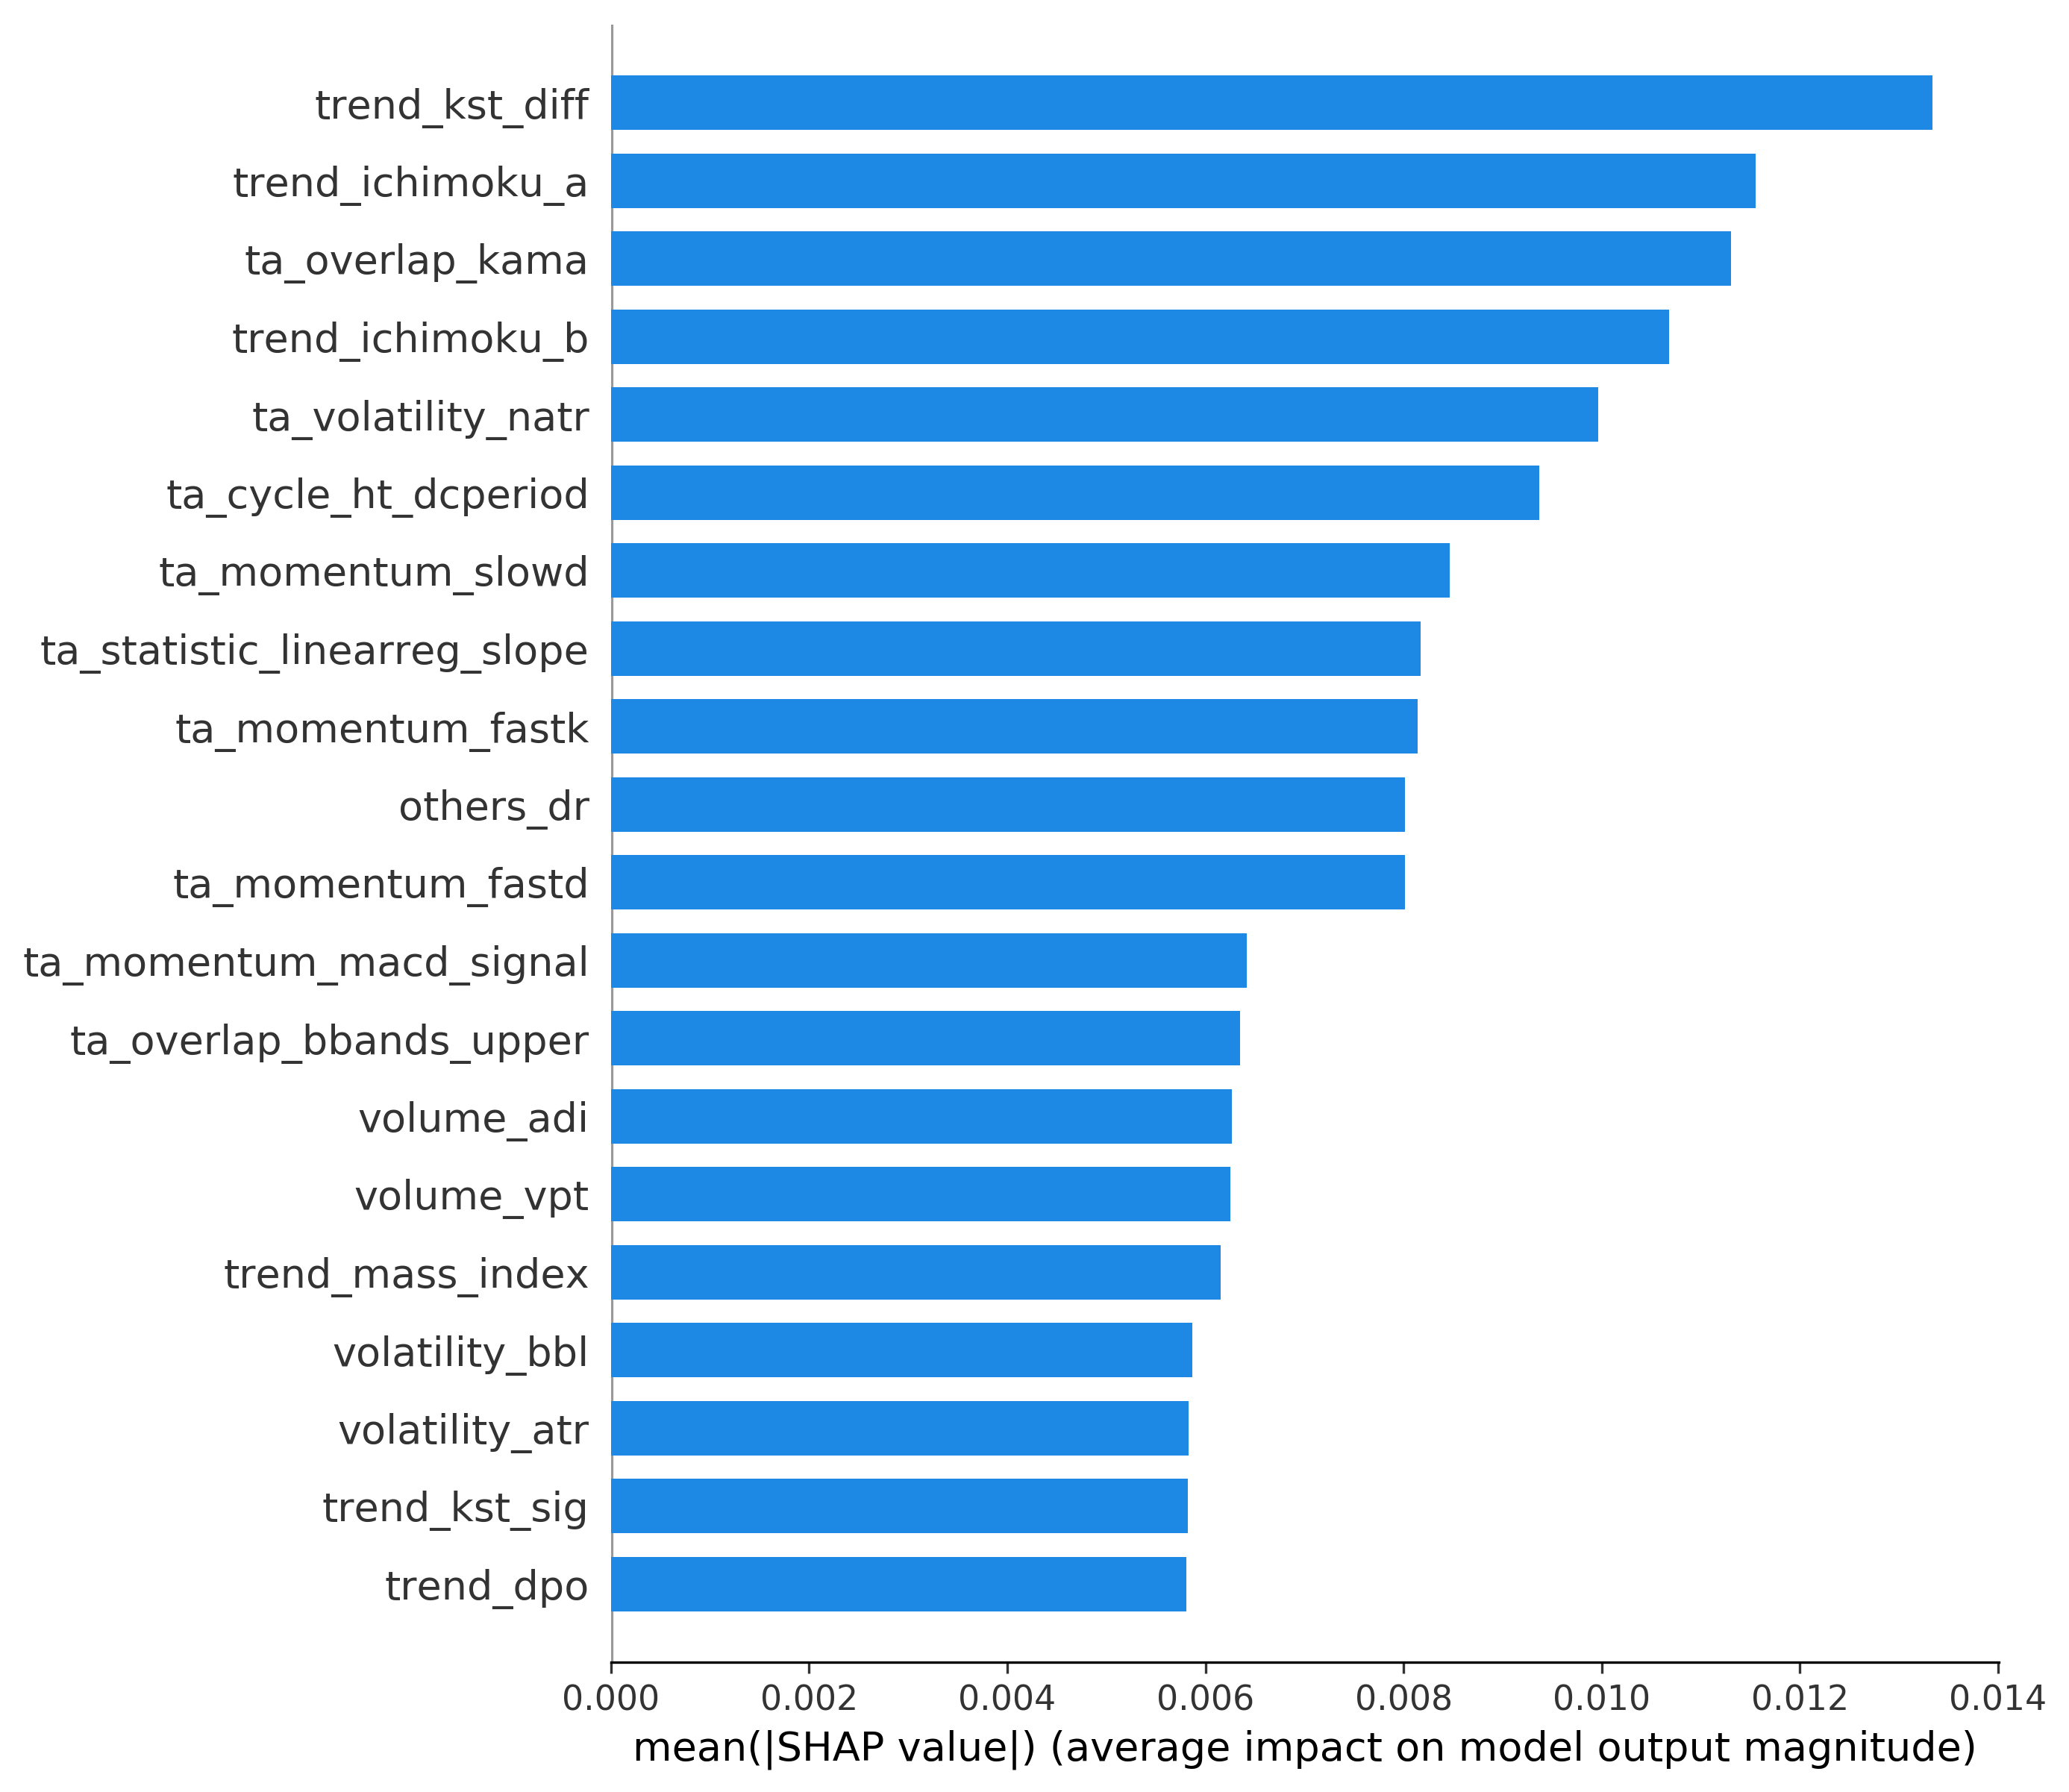 trend_kst_diff
trend_ichimoku_a
ta_overlap_kama
trend_ichimoku_b
ta_volatility_natr
ta_cycle_ht_dcperiod
ta_momentum_slowd
ta_statistic_linearreg_slope
ta_momentum_fastk
others_dr
ta_momentum_fastd
ta_momentum_macd_signal
ta_overlap_bbands_upper
volume_adi
volume_vpt
trend_mass_index
volatility_bbl
volatility_atr
trend_kst_sig
trend_dpo
0.000 0.002 0.004 0.006 0.008 0.010 0.012 0.014
mean(|SHAP value|) (average impact on model output magnitude)